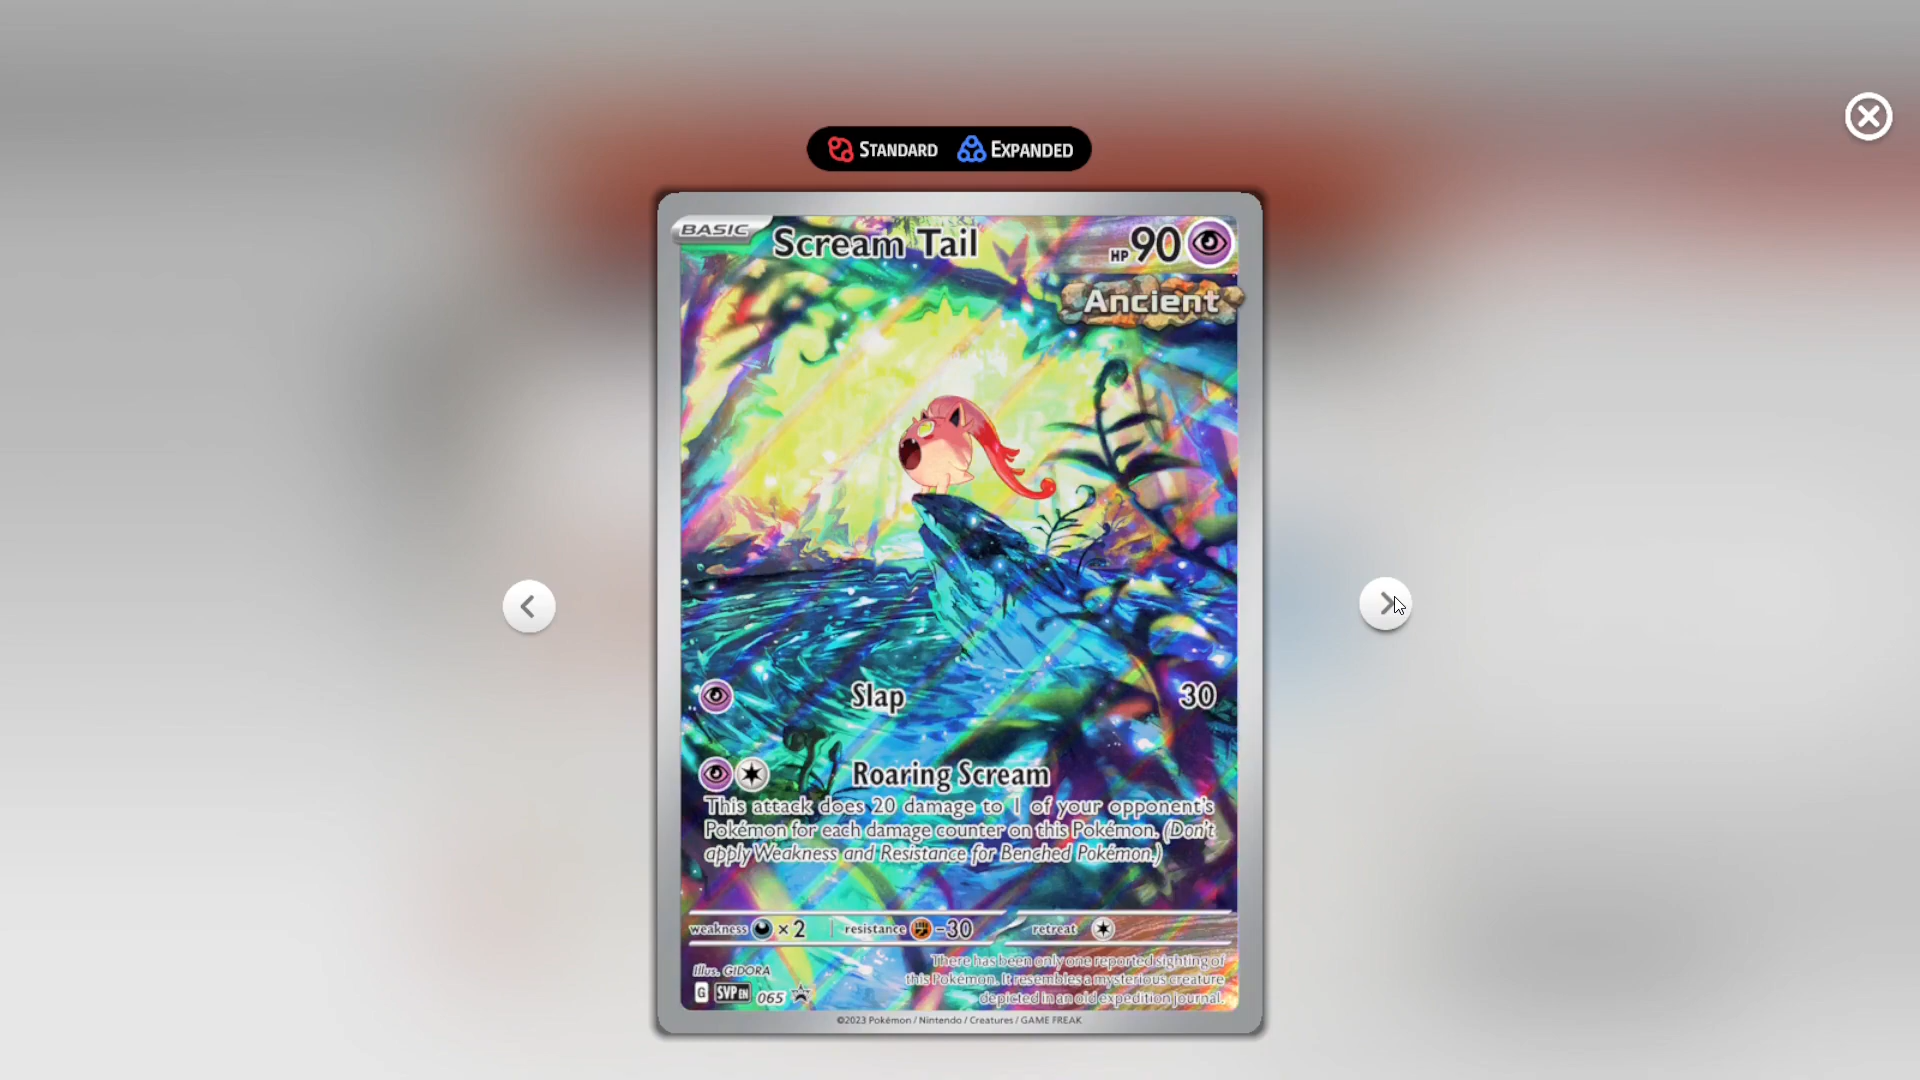 STANDARD EXPANDED
BASIC Scream Tail HP 90
Ancient
Slap 30
Roaring Scream
This attack does 20 damage to 1 of your opponent's
Pokémon for each damage counter on this Pokémon. (Don't
apply Weakness and Resistance for Benched Pokémon.)
weakness ×2 resistance -30 retreat
Illus. GIDORA
There has been only one reported sighting of
this Pokémon. It resembles a mysterious creature
depicted in an old expedition journal.
G SVP EN 065
©2023 Pokémon / Nintendo / Creatures / GAME FREAK